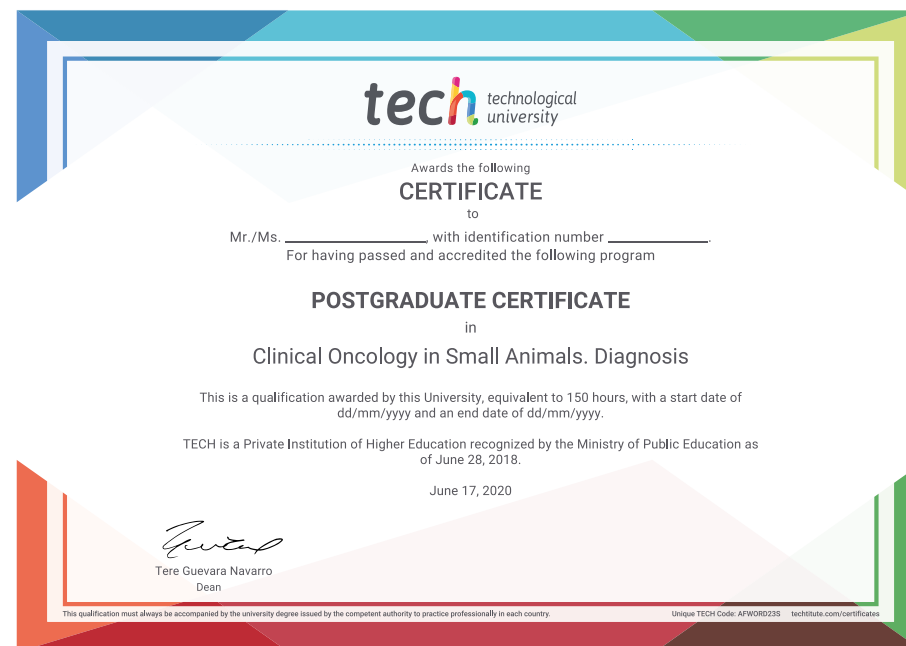 tech technological
university
Awards the following
CERTIFICATE
to
Mr./Ms. ____________, with identification number ____________.
For having passed and accredited the following program
POSTGRADUATE CERTIFICATE
in
Clinical Oncology in Small Animals. Diagnosis
This is a qualification awarded by this University, equivalent to 150 hours, with a start date of
dd/mm/yyyy and an end date of dd/mm/yyyy.
TECH is a Private Institution of Higher Education recognized by the Ministry of Public Education as
of June 28, 2018.
June 17, 2020
Tere Guevara Navarro
Dean
This qualification must always be accompanied by the university degree issued by the competent authority to practice professionally in each country. Unique TECH Code: AFWORD23S techtitute.com/certificates